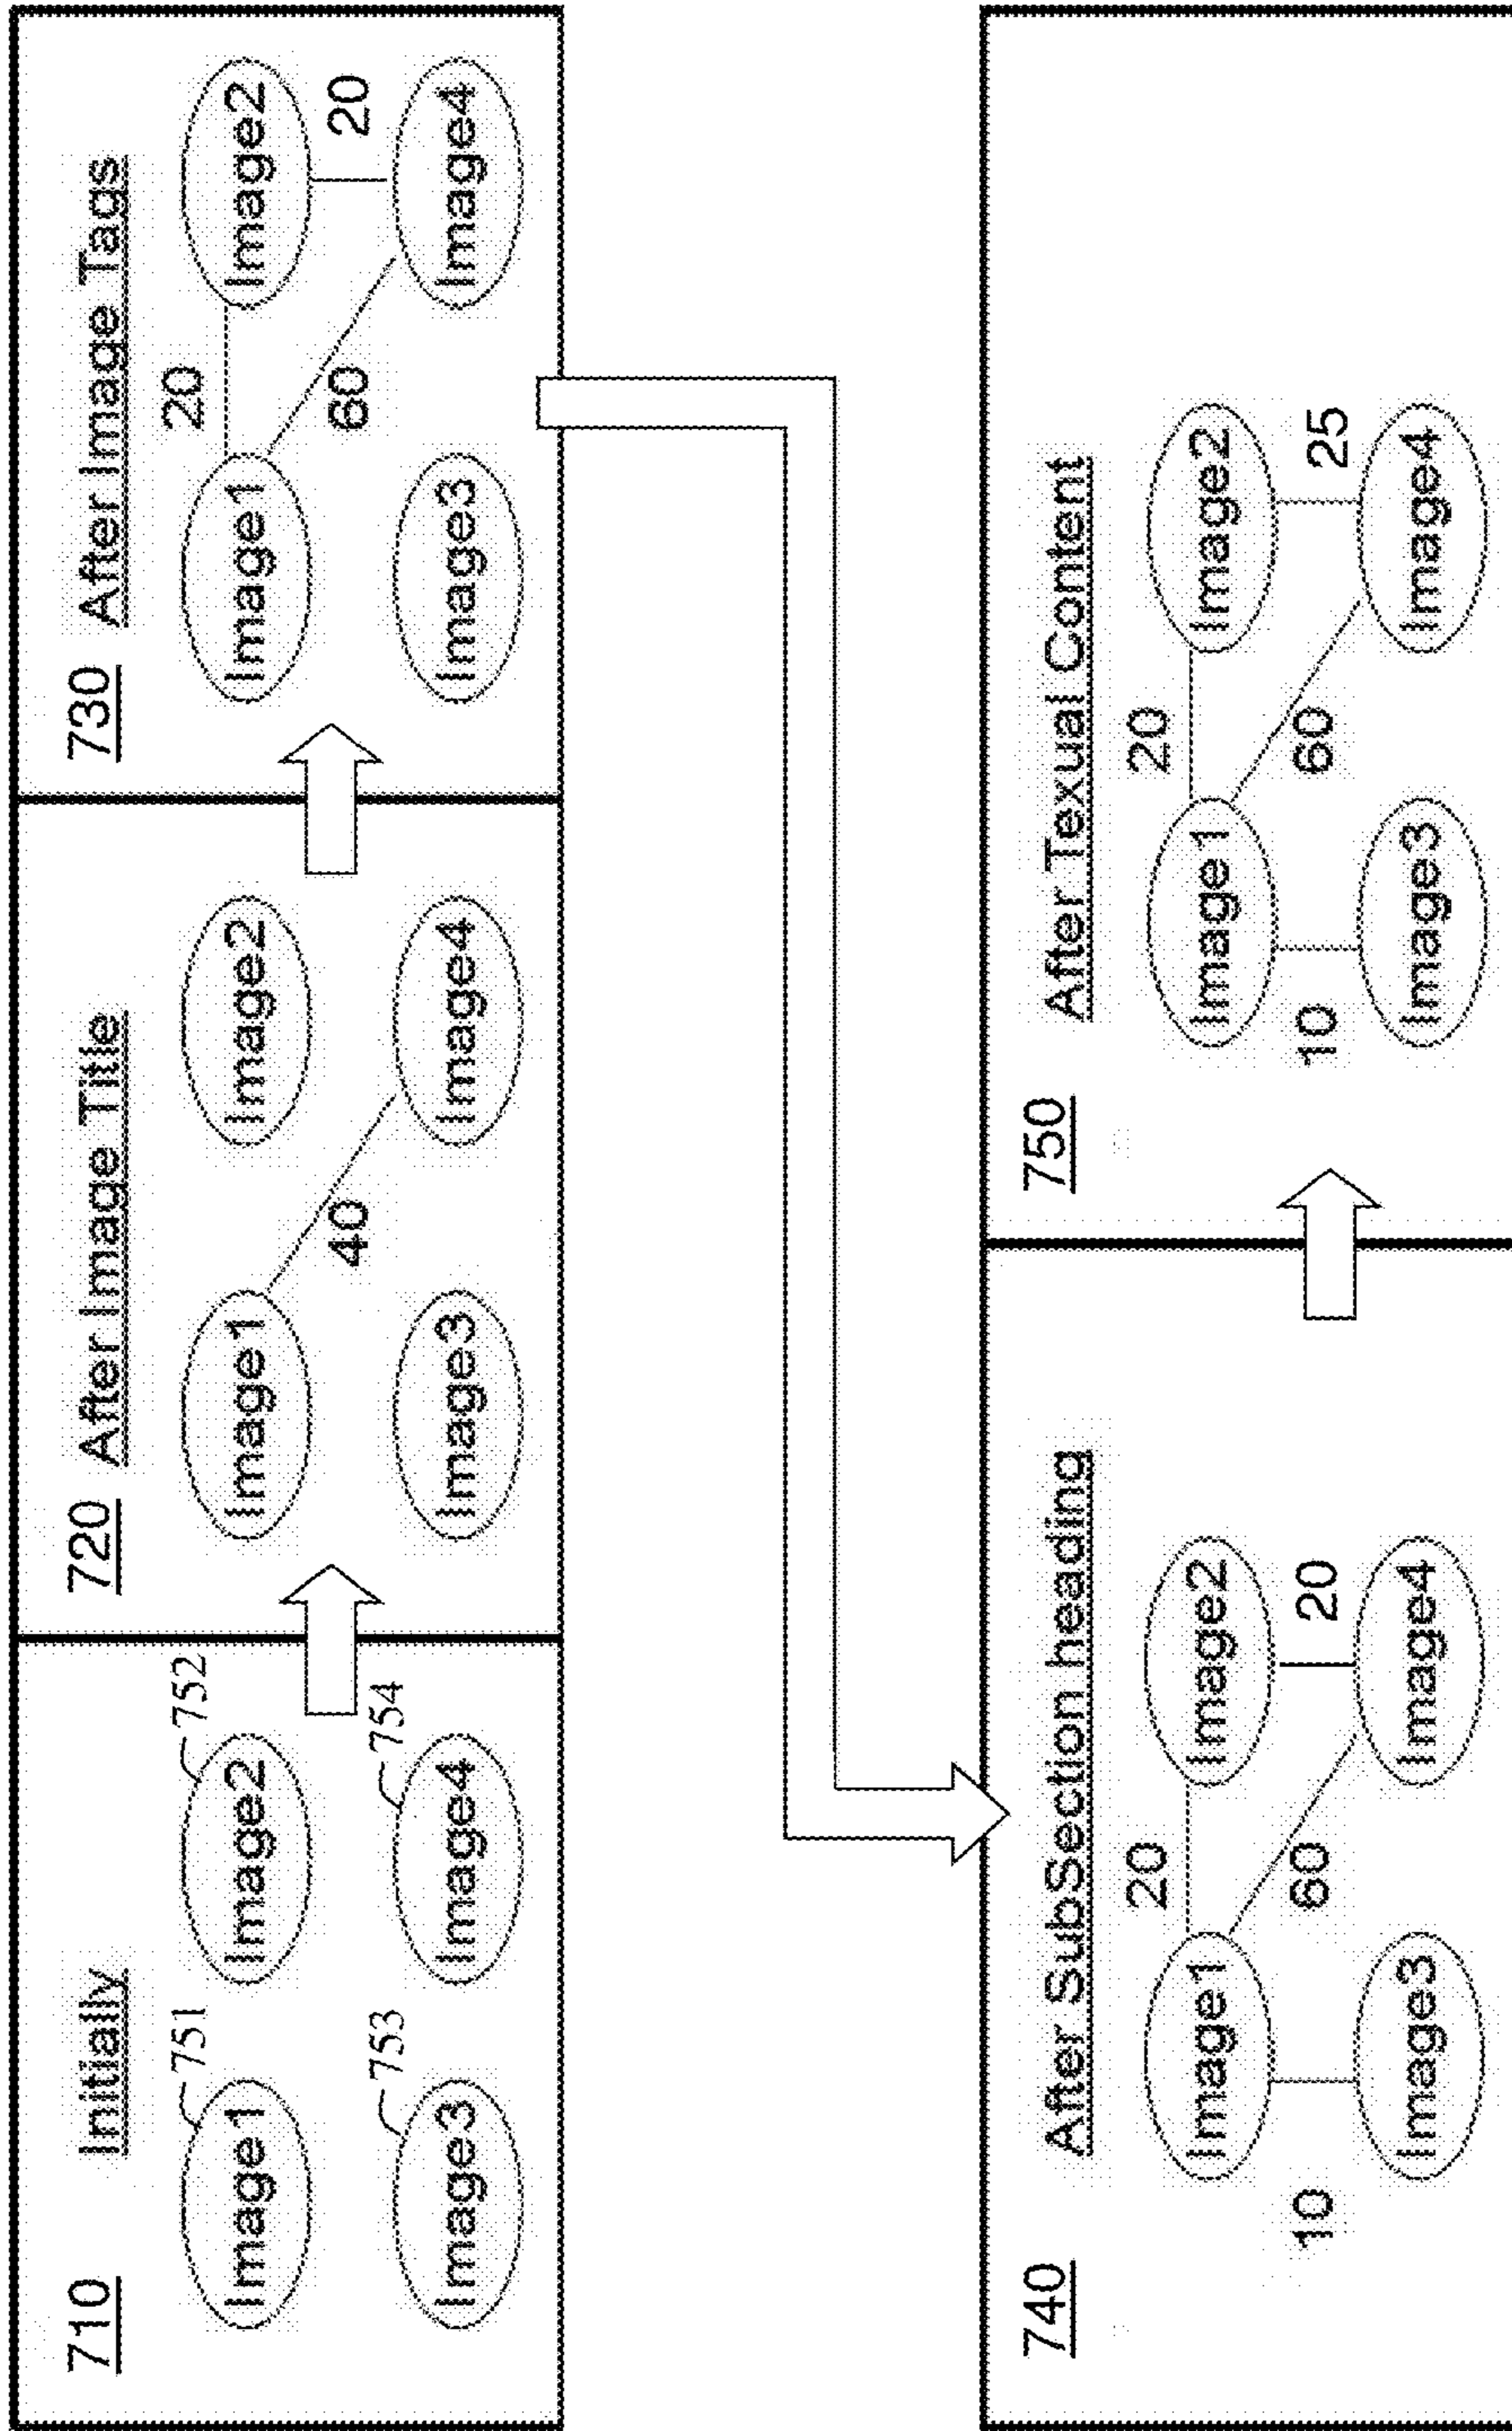 710
Initially
751
752
Image1
Image2
753
754
Image3
Image4
720 After Image Title
Image1
Image2
40
Image3
Image4
730 After Image Tags
20
Image1
Image2
60
20
Image3
Image4
740
After SubSection heading
20
Image1
Image2
10
60
20
Image3
Image4
750
After Texual Content
20
Image1
Image2
10
60
25
Image3
Image4